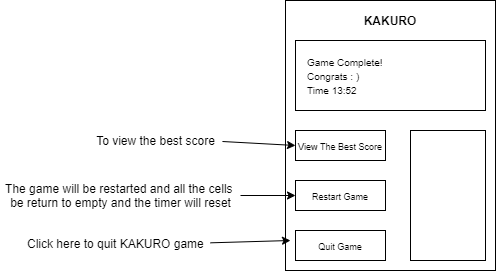 KAKURO
Game Complete!
Congrats : )
Time 13:52
To view the best score
View The Best Score
The game will be restarted and all the cells
be return to empty and the timer will reset
Restart Game
Click here to quit KAKURO game
Quit Game